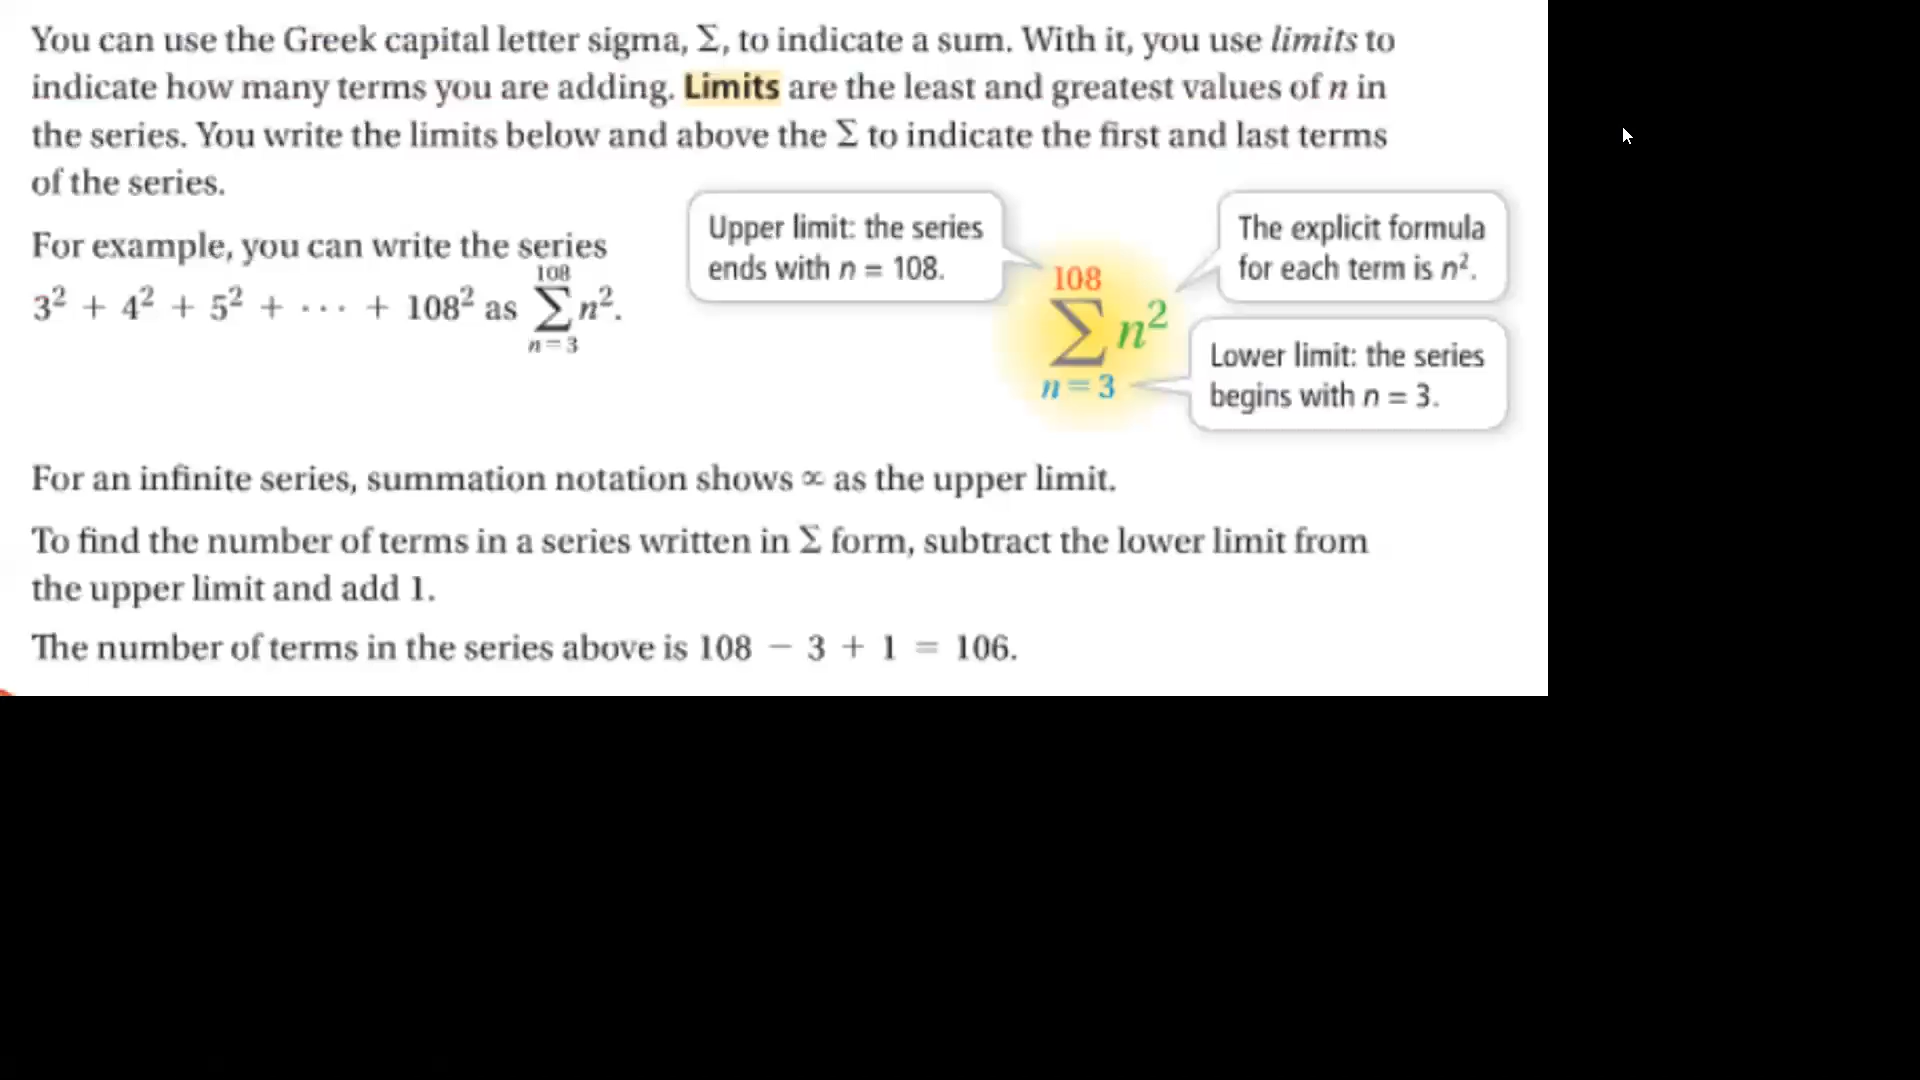 You can use the Greek capital letter sigma, Σ, to indicate a sum. With it, you use limits to
indicate how many terms you are adding. Limits are the least and greatest values of n in
the series. You write the limits below and above the Σ to indicate the first and last terms
of the series.
For example, you can write the series
3² + 4² + 5² + · · · + 108² as
108
Σ n².
n = 3
Upper limit: the series
ends with n = 108.
108
Σ n²
n = 3
The explicit formula
for each term is n².
Lower limit: the series
begins with n = 3.
For an infinite series, summation notation shows ∞ as the upper limit.
To find the number of terms in a series written in Σ form, subtract the lower limit from
the upper limit and add 1.
The number of terms in the series above is 108 − 3 + 1 = 106.